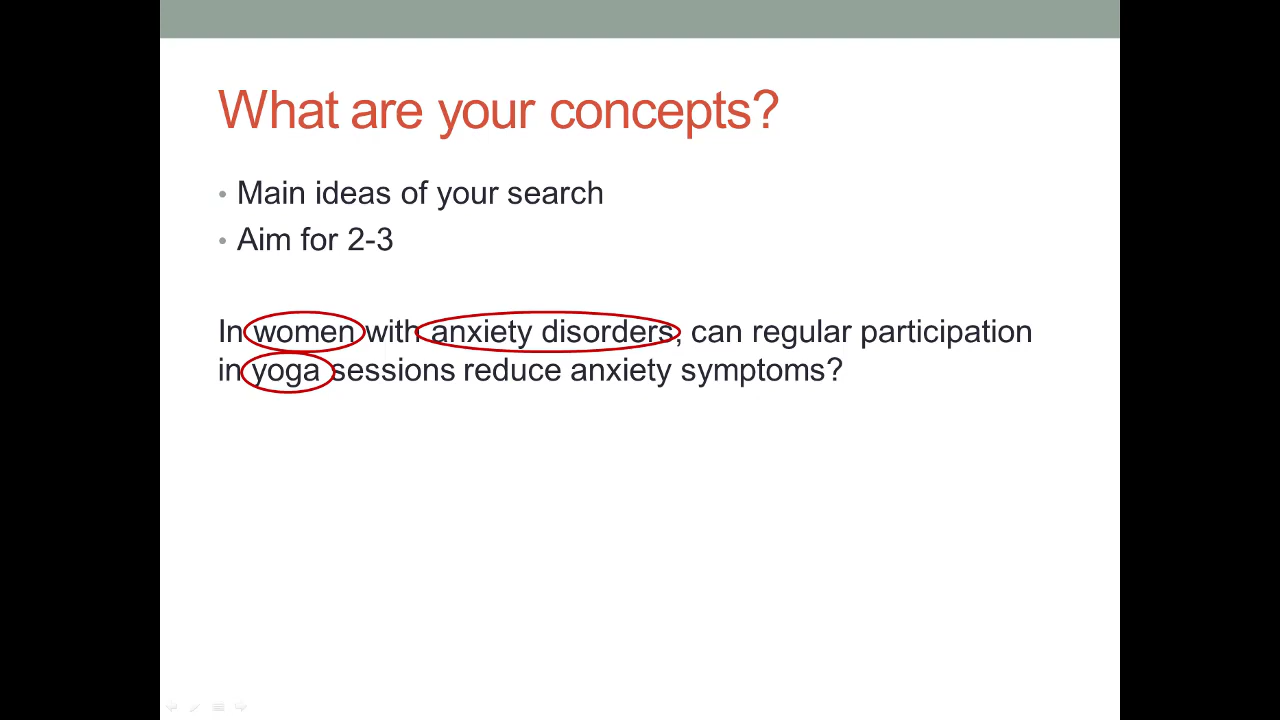 What are your concepts?
• Main ideas of your search
• Aim for 2-3
In women with anxiety disorders, can regular participation
in yoga sessions reduce anxiety symptoms?